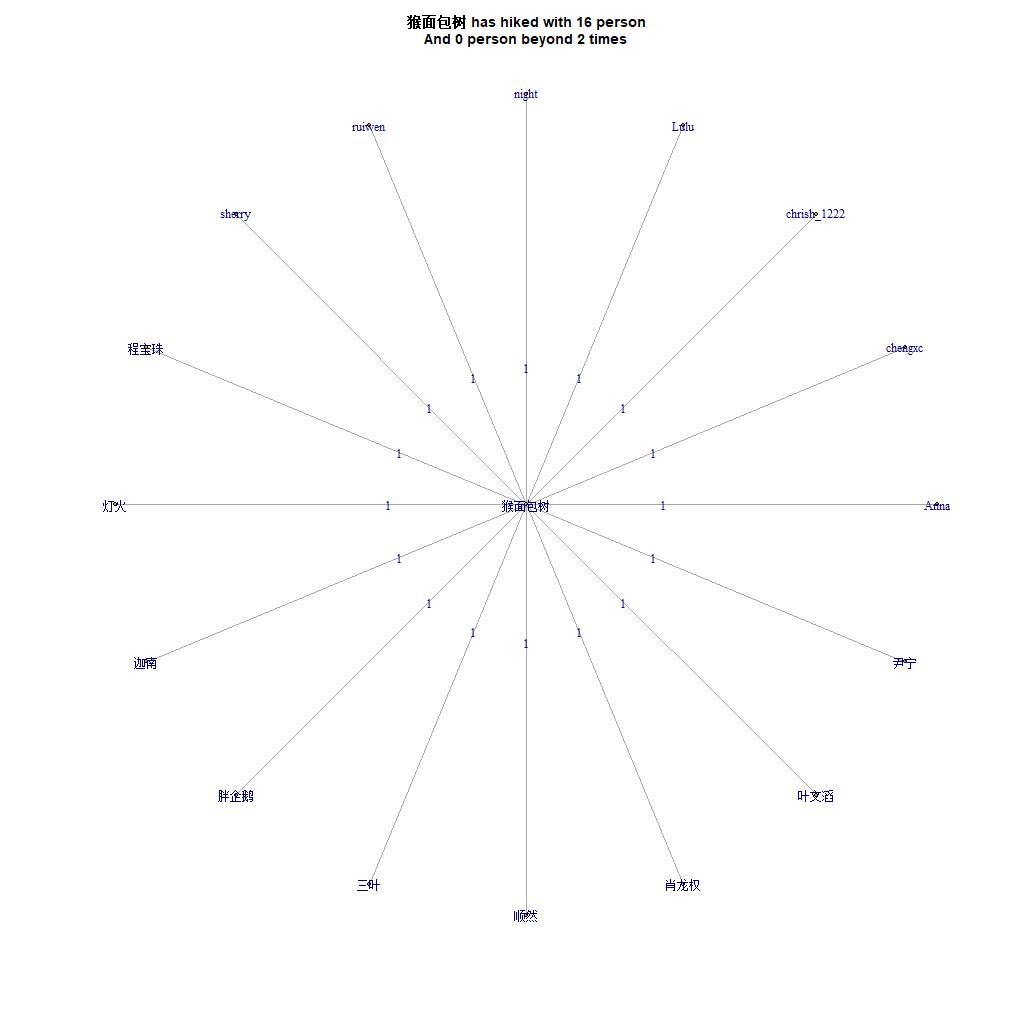 猴面包树 has hiked with 16 person
And 0 person beyond 2 times
night
ruiwen
Lulu
sherry
chrish_1222
程宝珠
chengxc
1
1
1
1
1
1
1
灯火
1
猴面包树
1
Anna
1
1
1
1
1
1
1
迦南
尹宁
胖企鹅
叶文滔
三叶
肖龙权
顺然